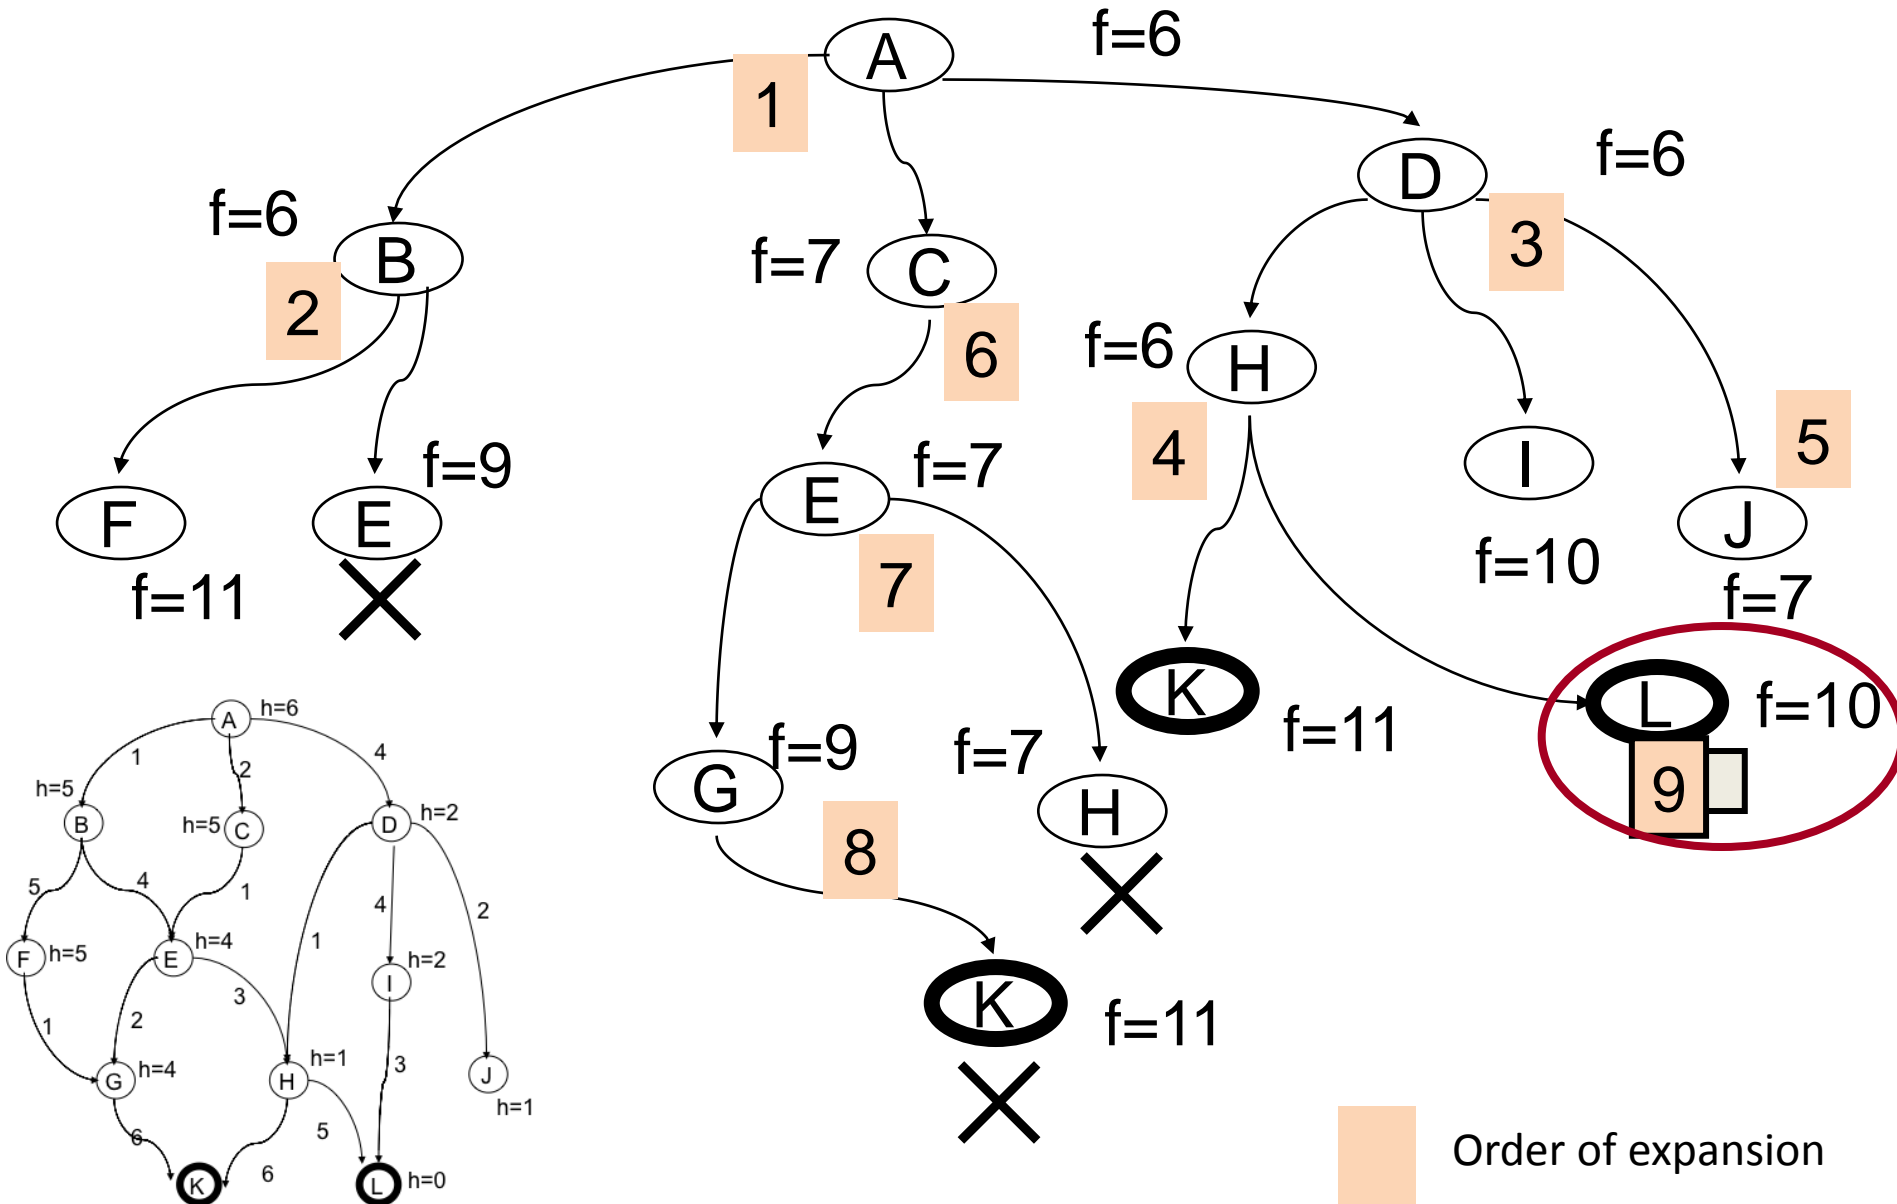 A
f=6
1
D
f=6
f=6
B
2
f=7
C
6
3
f=6
H
4
I
f=10
5
J
f=7
F
f=11
E
f=9
E
f=7
7
K
f=11
L
f=10
9
G
f=9
8
f=7
H
K
f=11
A
h=6
1
2
4
h=5
B
h=5
C
D
h=2
5
4
1
1
4
2
F
h=5
E
h=4
I
h=2
1
2
3
3
G
h=4
H
h=1
J
h=1
6
6
5
K
L
h=0
Order of expansion